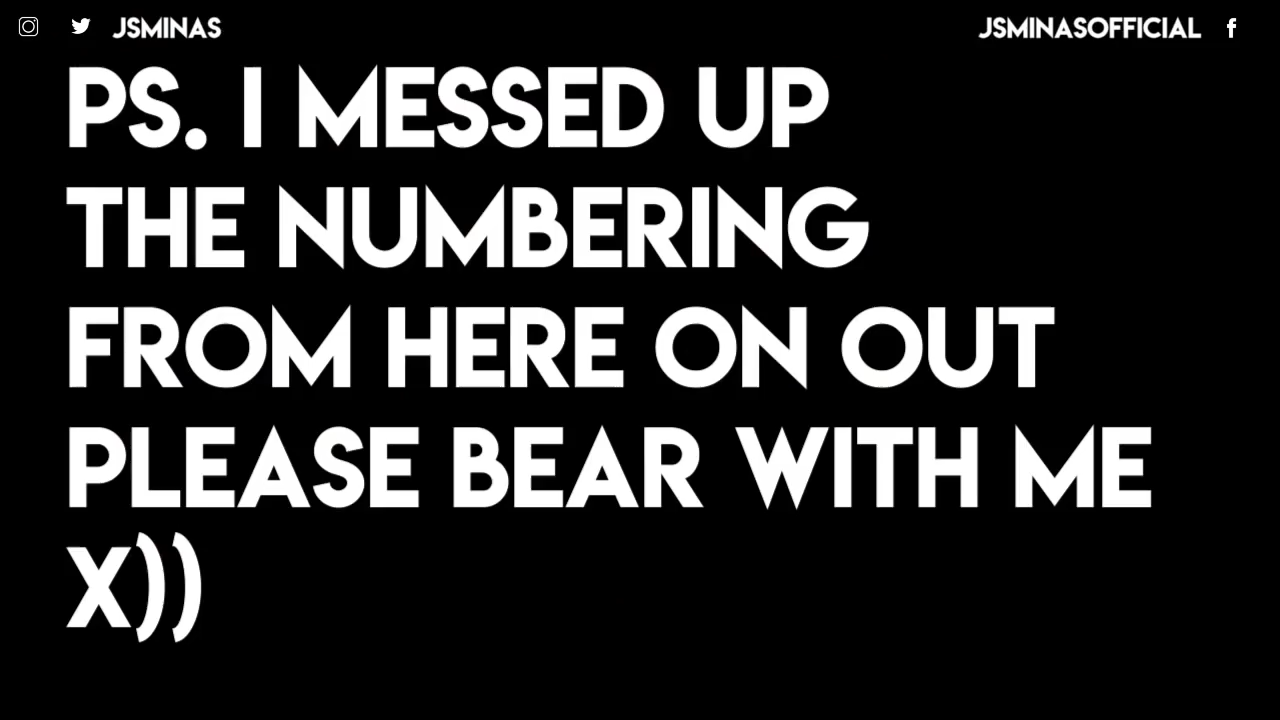 JSMINAS
JSMINASOFFICIAL
PS. I MESSED UP
THE NUMBERING
FROM HERE ON OUT
PLEASE BEAR WITH ME
X))